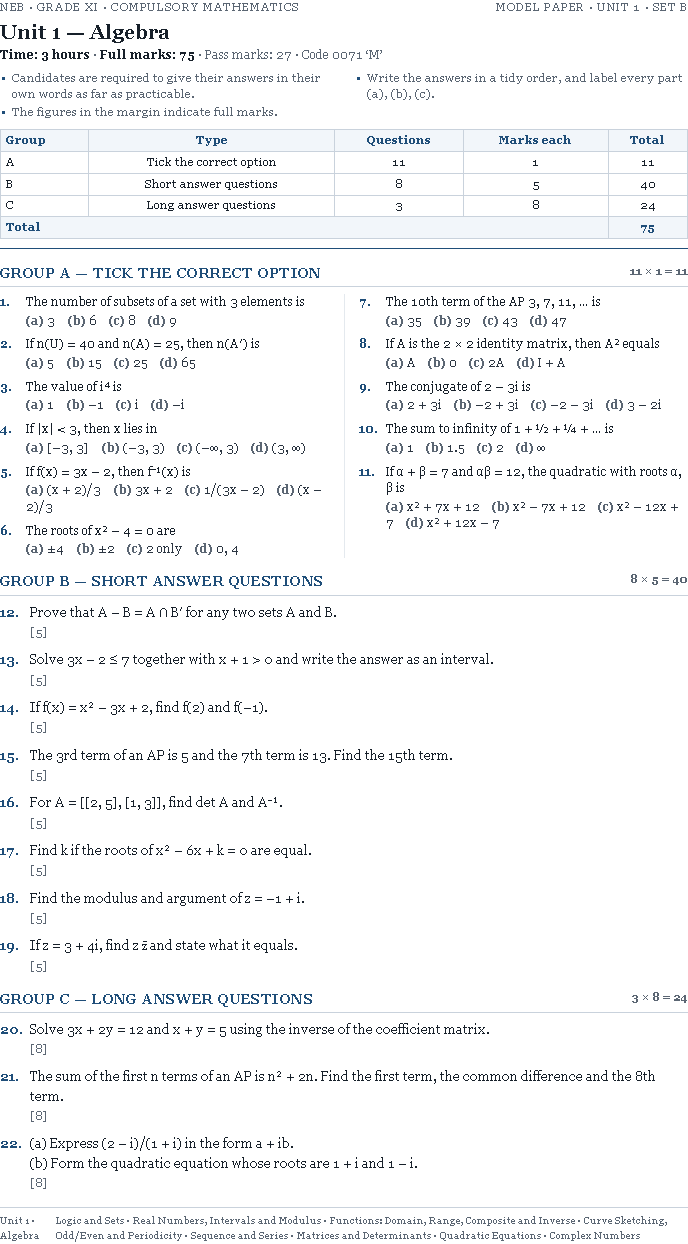 NEB · GRADE XI · COMPULSORY MATHEMATICS
MODEL PAPER · UNIT 1 · SET B
Unit 1 — Algebra
Time: 3 hours · Full marks: 75 · Pass marks: 27 · Code 0071 ‘M’
• Candidates are required to give their answers in their
own words as far as practicable.
• The figures in the margin indicate full marks.
• Write the answers in a tidy order, and label every part
(a), (b), (c).
Group Type Questions Marks each Total
A Tick the correct option 11 1 11
B Short answer questions 8 5 40
C Long answer questions 3 8 24
Total 75
GROUP A — TICK THE CORRECT OPTION 11 × 1 = 11
1. The number of subsets of a set with 3 elements is
(a) 3 (b) 6 (c) 8 (d) 9
2. If n(U) = 40 and n(A) = 25, then n(A′) is
(a) 5 (b) 15 (c) 25 (d) 65
3. The value of i⁴ is
(a) 1 (b) −1 (c) i (d) −i
4. If |x| < 3, then x lies in
(a) [−3, 3] (b) (−3, 3) (c) (−∞, 3) (d) (3, ∞)
5. If f(x) = 3x − 2, then f⁻¹(x) is
(a) (x + 2)/3 (b) 3x + 2 (c) 1/(3x − 2) (d) (x −
2)/3
6. The roots of x² − 4 = 0 are
(a) ±4 (b) ±2 (c) 2 only (d) 0, 4
7. The 10th term of the AP 3, 7, 11, … is
(a) 35 (b) 39 (c) 43 (d) 47
8. If A is the 2 × 2 identity matrix, then A² equals
(a) A (b) 0 (c) 2A (d) I + A
9. The conjugate of 2 − 3i is
(a) 2 + 3i (b) −2 + 3i (c) −2 − 3i (d) 3 − 2i
10. The sum to infinity of 1 + ½ + ¼ + … is
(a) 1 (b) 1.5 (c) 2 (d) ∞
11. If α + β = 7 and αβ = 12, the quadratic with roots α,
β is
(a) x² + 7x + 12 (b) x² − 7x + 12 (c) x² − 12x +
7 (d) x² + 12x − 7
GROUP B — SHORT ANSWER QUESTIONS 8 × 5 = 40
12. Prove that A − B = A ∩ B′ for any two sets A and B.
[5]
13. Solve 3x − 2 ≤ 7 together with x + 1 > 0 and write the answer as an interval.
[5]
14. If f(x) = x² − 3x + 2, find f(2) and f(−1).
[5]
15. The 3rd term of an AP is 5 and the 7th term is 13. Find the 15th term.
[5]
16. For A = [[2, 5], [1, 3]], find det A and A⁻¹.
[5]
17. Find k if the roots of x² − 6x + k = 0 are equal.
[5]
18. Find the modulus and argument of z = −1 + i.
[5]
19. If z = 3 + 4i, find z z̄ and state what it equals.
[5]
GROUP C — LONG ANSWER QUESTIONS 3 × 8 = 24
20. Solve 3x + 2y = 12 and x + y = 5 using the inverse of the coefficient matrix.
[8]
21. The sum of the first n terms of an AP is n² + 2n. Find the first term, the common difference and the 8th
term.
[8]
22. (a) Express (2 − i)/(1 + i) in the form a + ib.
(b) Form the quadratic equation whose roots are 1 + i and 1 − i.
[8]
Unit 1 · Logic and Sets · Real Numbers, Intervals and Modulus · Functions: Domain, Range, Composite and Inverse · Curve Sketching,
Algebra Odd/Even and Periodicity · Sequence and Series · Matrices and Determinants · Quadratic Equations · Complex Numbers